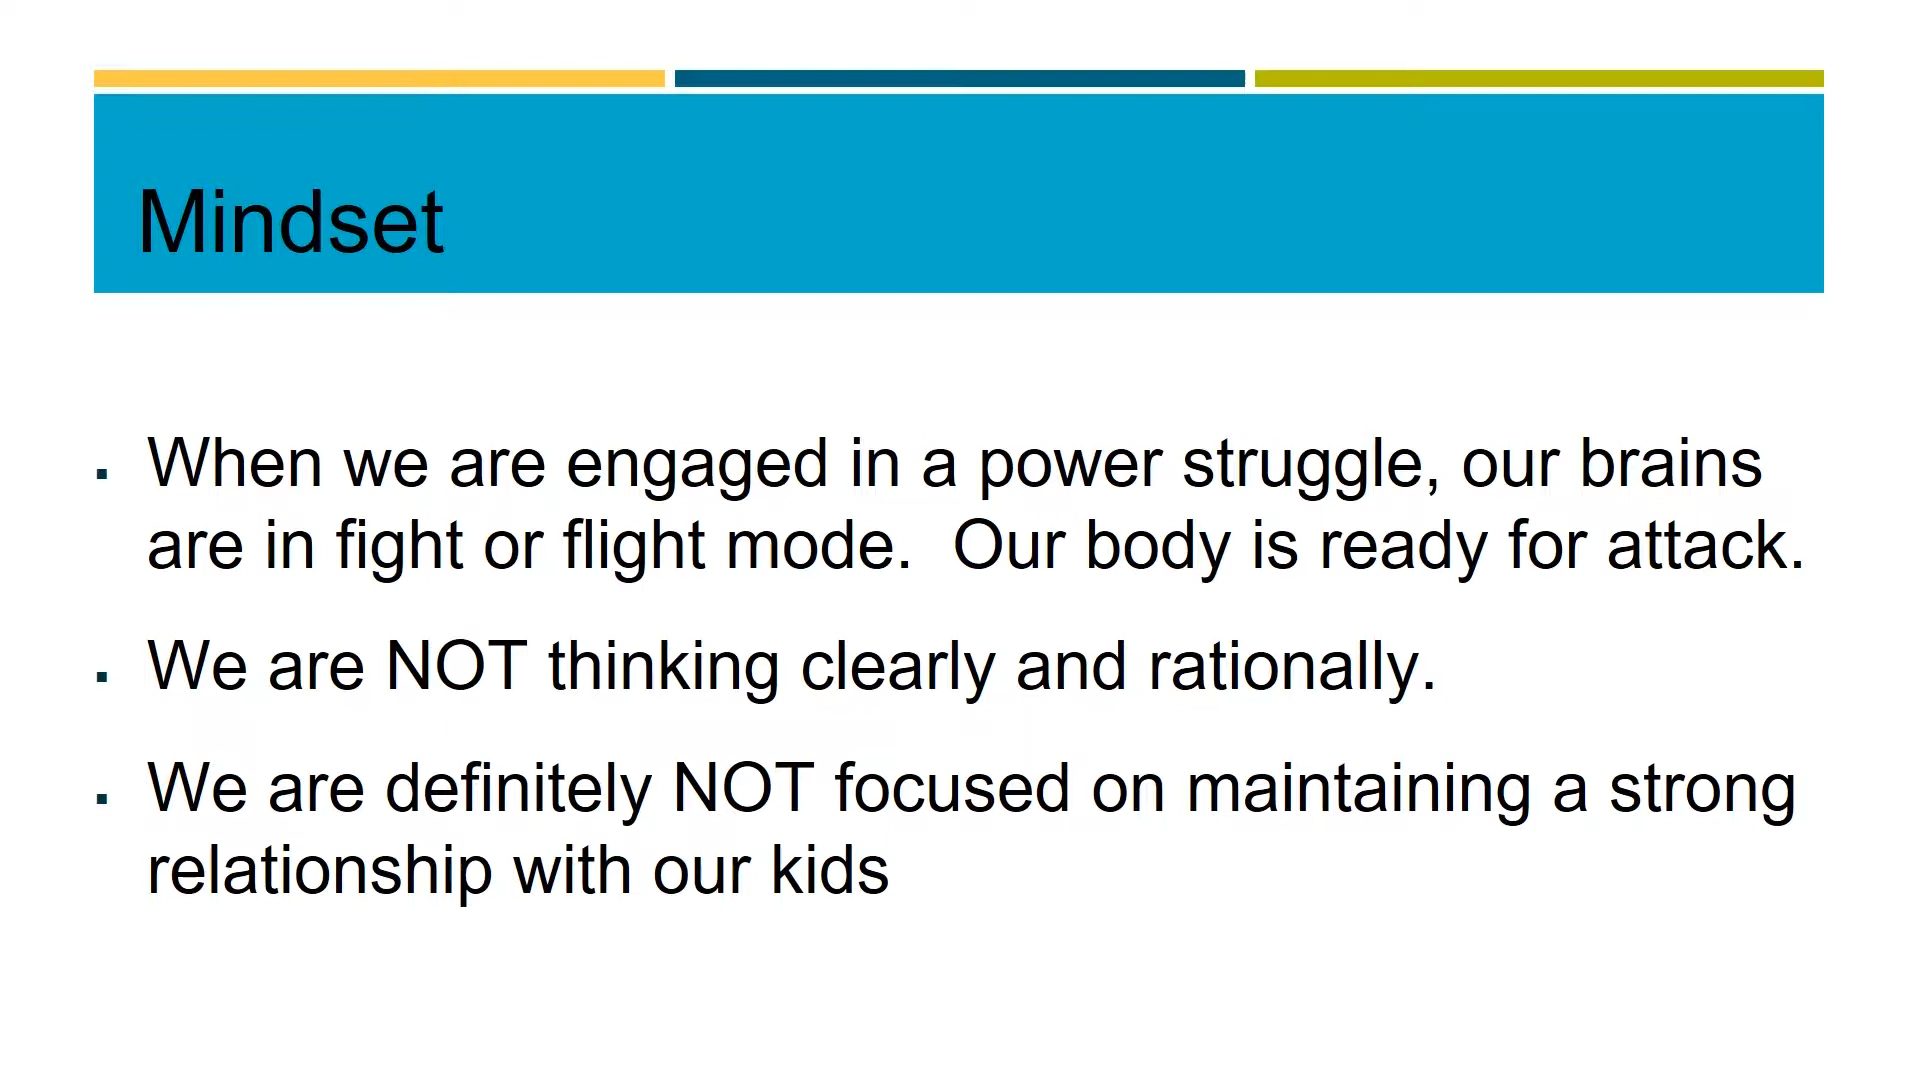 Mindset
▪ When we are engaged in a power struggle, our brains
are in fight or flight mode.  Our body is ready for attack.
▪ We are NOT thinking clearly and rationally.
▪ We are definitely NOT focused on maintaining a strong
relationship with our kids